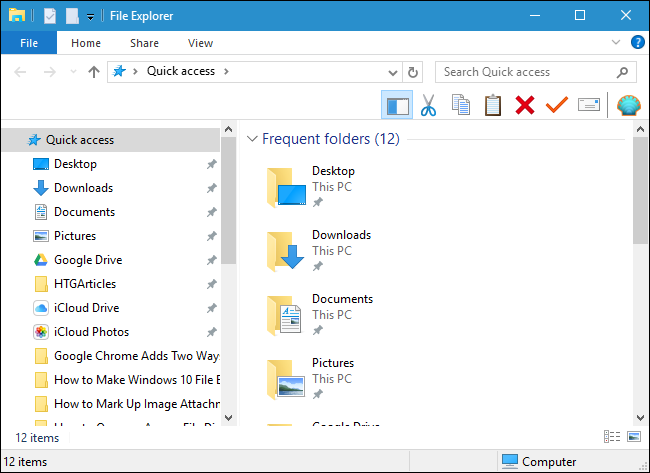 File Explorer
File Home Share View
Quick access
Search Quick access
Quick access
Desktop
Downloads
Documents
Pictures
Google Drive
HTGArticles
iCloud Drive
iCloud Photos
Google Chrome Adds Two Way
How to Make Windows 10 File E
How to Mark Up Image Attachn
Frequent folders (12)
Desktop
This PC
Downloads
This PC
Documents
This PC
Pictures
This PC
Google Drive
12 items
12 items
Computer